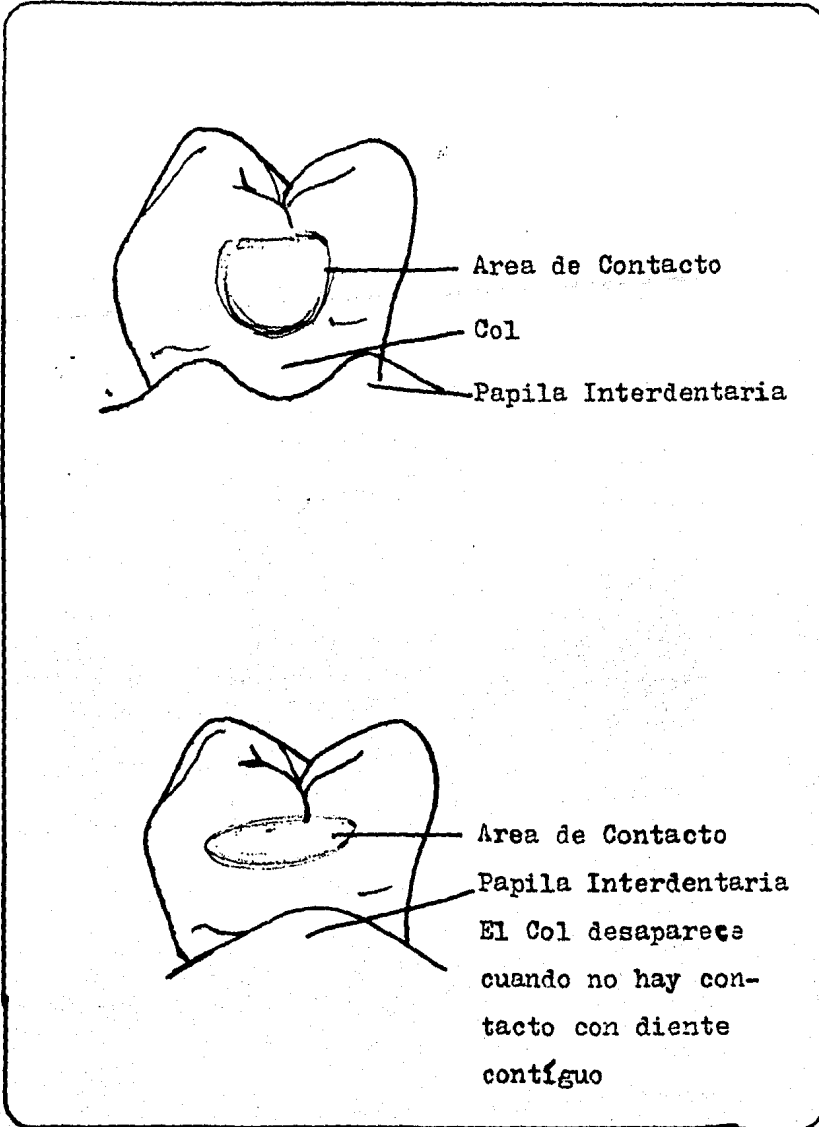 Area de Contacto
Col
Papila Interdentaria
Area de Contacto
Papila Interdentaria
El Col desaparece
cuando no hay con-
tacto con diente
contíguo